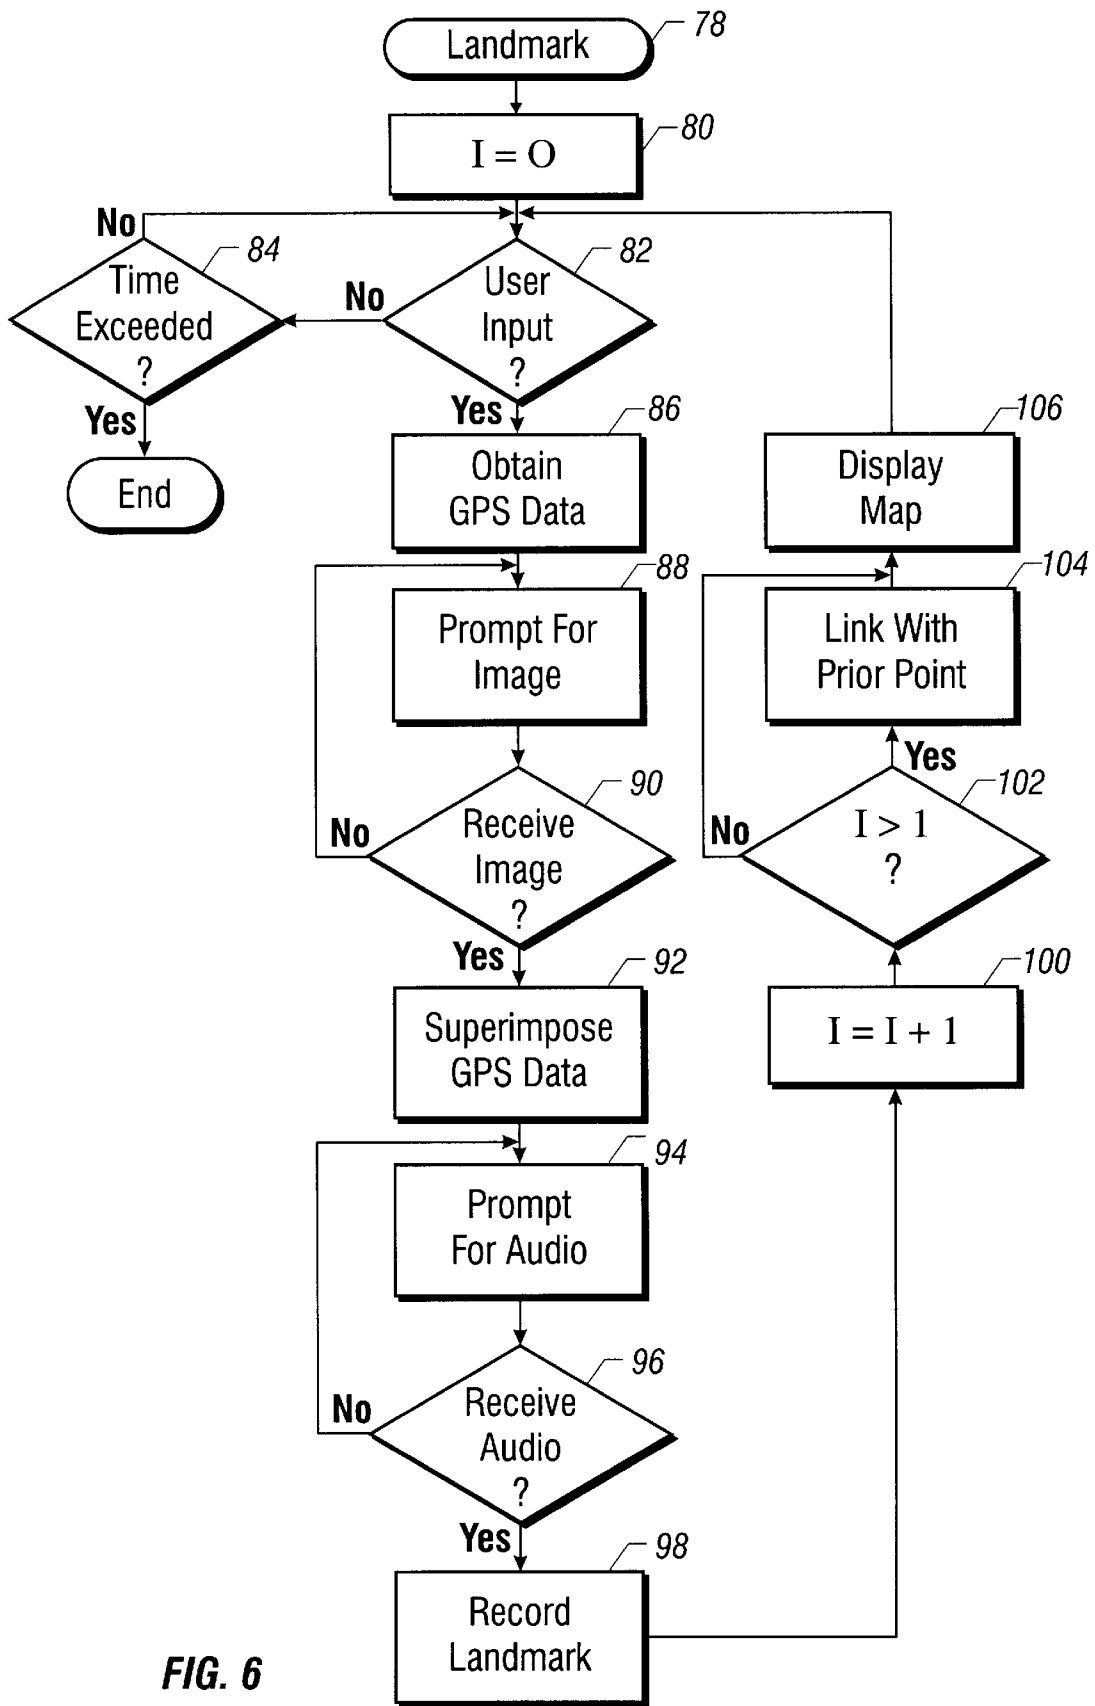 Landmark
78
I = O
80
No
Time
Exceeded
?
84
No
User
Input
?
82
Yes
End
Yes
86
Obtain
GPS Data
88
Prompt For
Image
90
No
Receive
Image
?
Yes
92
Superimpose
GPS Data
94
Prompt
For Audio
96
No
Receive
Audio
?
Yes
98
Record
Landmark
100
I = I + 1
102
I > 1
?
No
Yes
104
Link With
Prior Point
106
Display
Map
FIG. 6